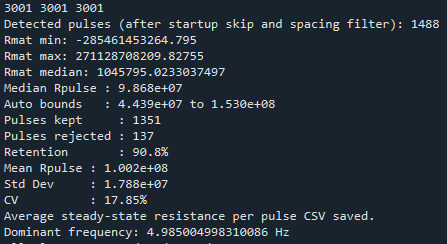 3001 3001 3001
Detected pulses (after startup skip and spacing filter): 1488
Rmat min: -285461453264.795
Rmat max: 271128708209.82755
Rmat median: 1045795.0233037497
Median Rpulse : 9.868e+07
Auto bounds   : 4.439e+07 to 1.530e+08
Pulses kept     : 1351
Pulses rejected : 137
Retention       : 90.8%
Mean Rpulse : 1.002e+08
Std Dev     : 1.788e+07
CV          : 17.85%
Average steady-state resistance per pulse CSV saved.
Dominant frequency: 4.985004998310086 Hz